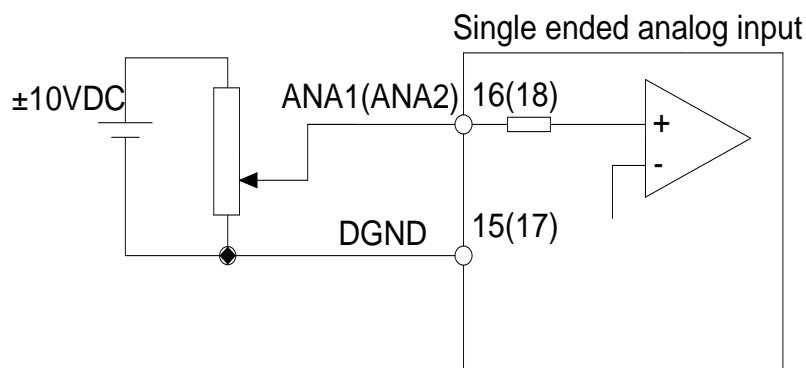 Single ended analog input
±10VDC
ANA1(ANA2)
16(18)
+
-
DGND
15(17)